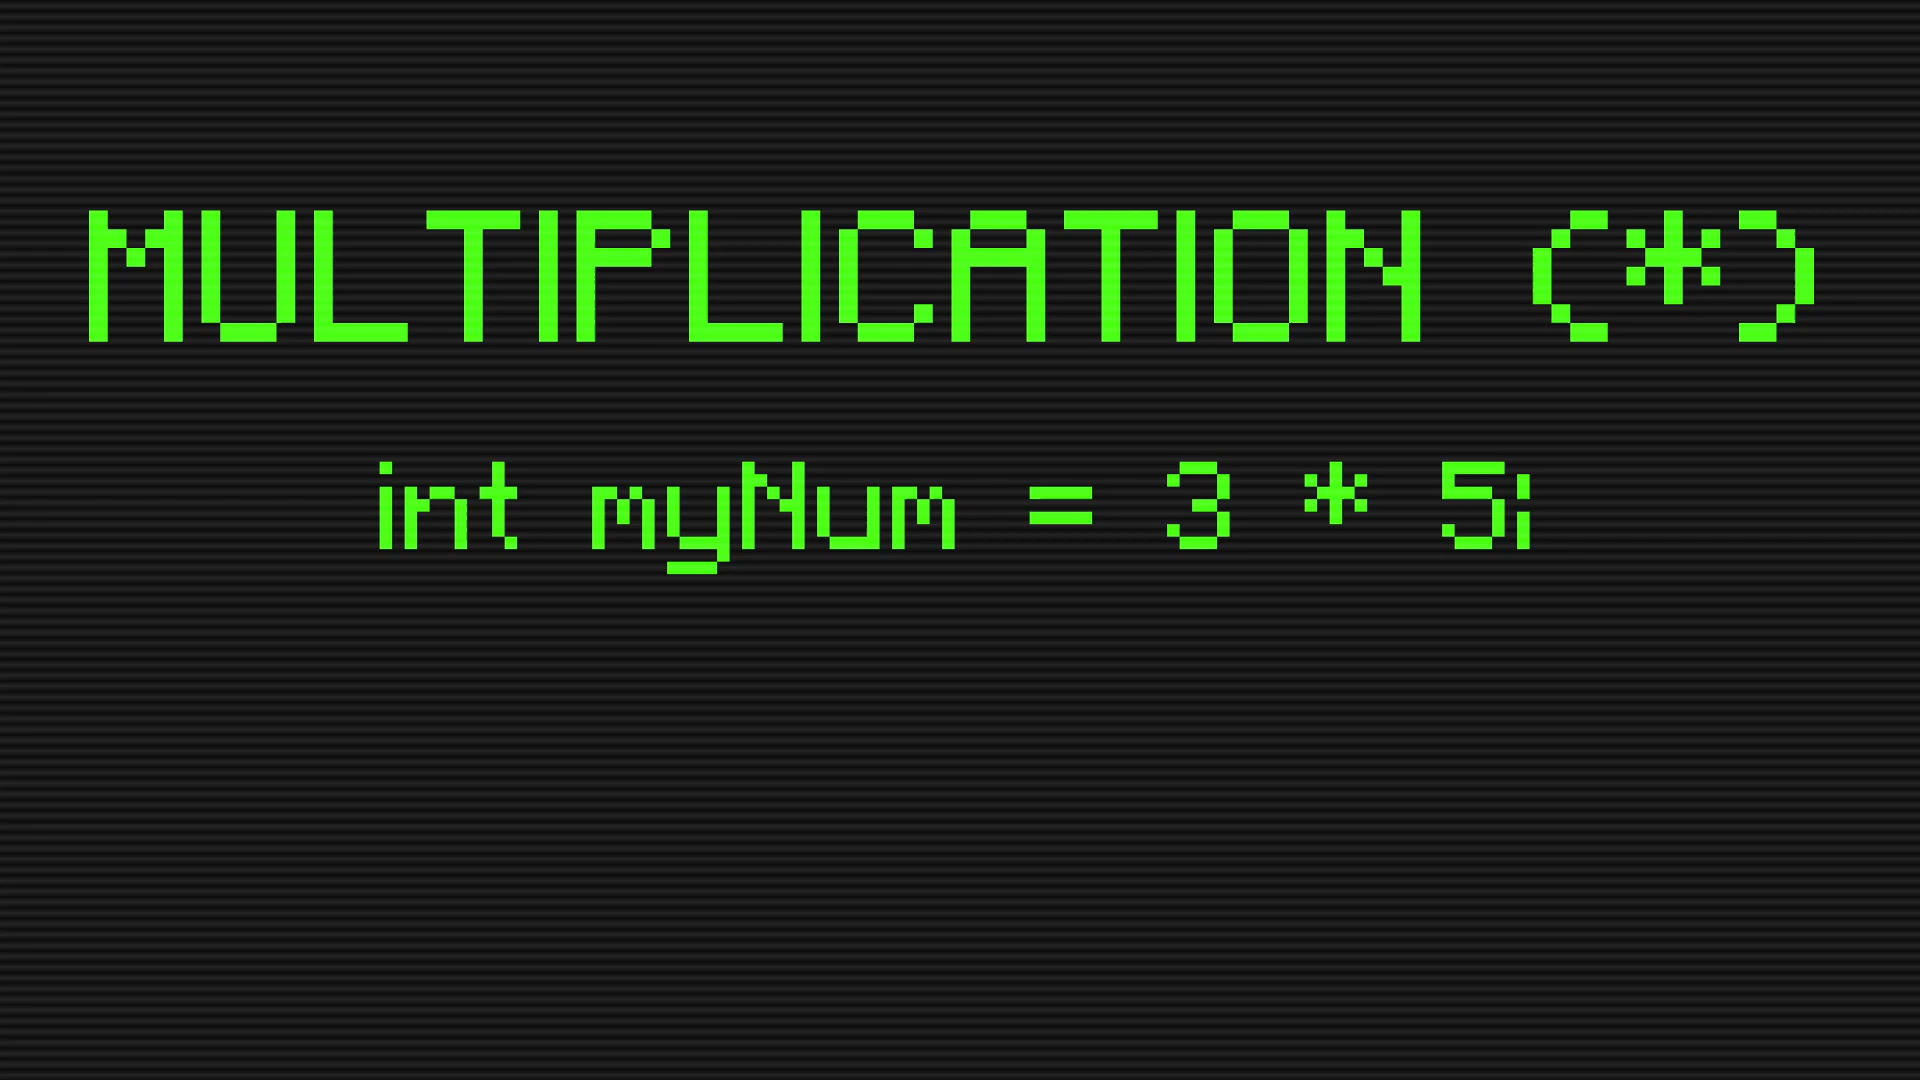 MULTIPLICATION (*)
int myNum = 3 * 5;